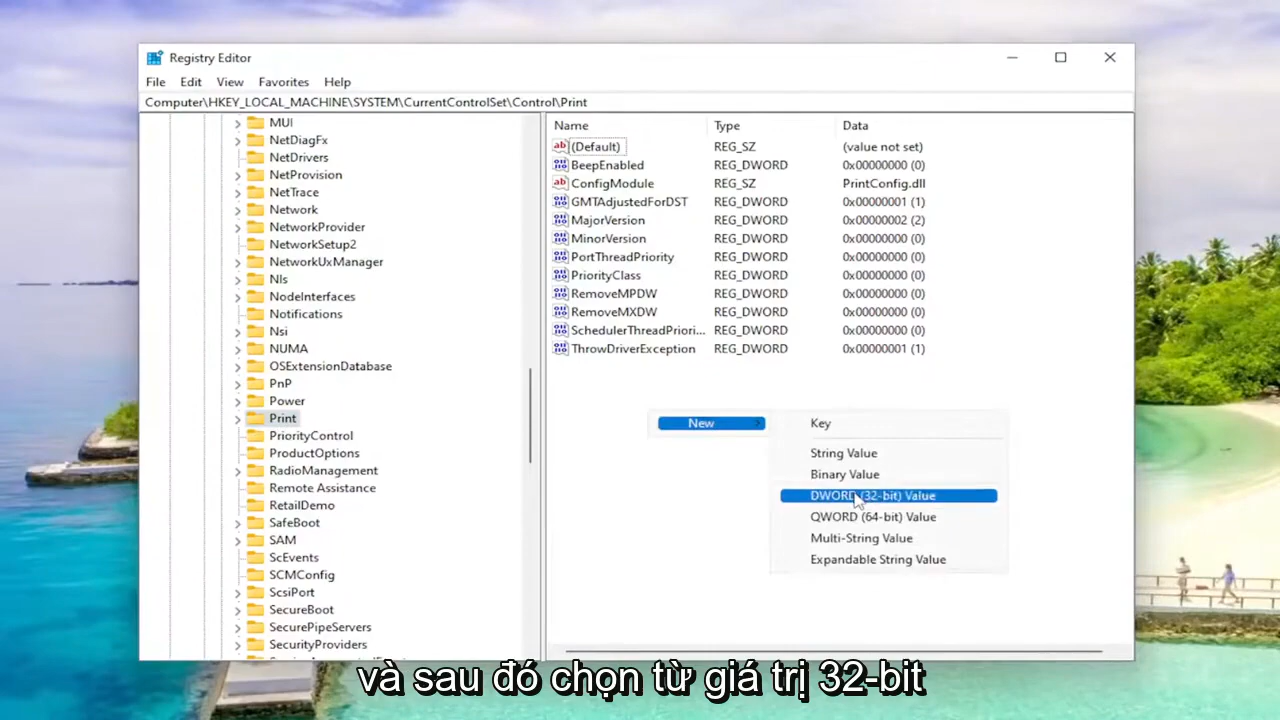 Registry Editor
File Edit View Favorites Help
Computer\HKEY_LOCAL_MACHINE\SYSTEM\CurrentControlSet\Control\Print
MUI
NetDiagFx
NetDrivers
NetProvision
NetTrace
Network
NetworkProvider
NetworkSetup2
NetworkUxManager
Nls
NodeInterfaces
Notifications
Nsi
NUMA
OSExtensionDatabase
PnP
Power
Print
PriorityControl
ProductOptions
RadioManagement
Remote Assistance
RetailDemo
SafeBoot
SAM
ScEvents
SCMConfig
ScsiPort
SecureBoot
SecurePipeServers
SecurityProviders
Name Type Data
(Default) REG_SZ (value not set)
BeepEnabled REG_DWORD 0x00000000 (0)
ConfigModule REG_SZ PrintConfig.dll
GMTAdjustedForDST REG_DWORD 0x00000001 (1)
MajorVersion REG_DWORD 0x00000002 (2)
MinorVersion REG_DWORD 0x00000000 (0)
PortThreadPriority REG_DWORD 0x00000000 (0)
PriorityClass REG_DWORD 0x00000000 (0)
RemoveMPDW REG_DWORD 0x00000000 (0)
RemoveMXDW REG_DWORD 0x00000000 (0)
SchedulerThreadPriori... REG_DWORD 0x00000000 (0)
ThrowDriverException REG_DWORD 0x00000001 (1)
New
Key
String Value
Binary Value
DWORD (32-bit) Value
QWORD (64-bit) Value
Multi-String Value
Expandable String Value
và sau đó chọn từ giá trị 32-bit